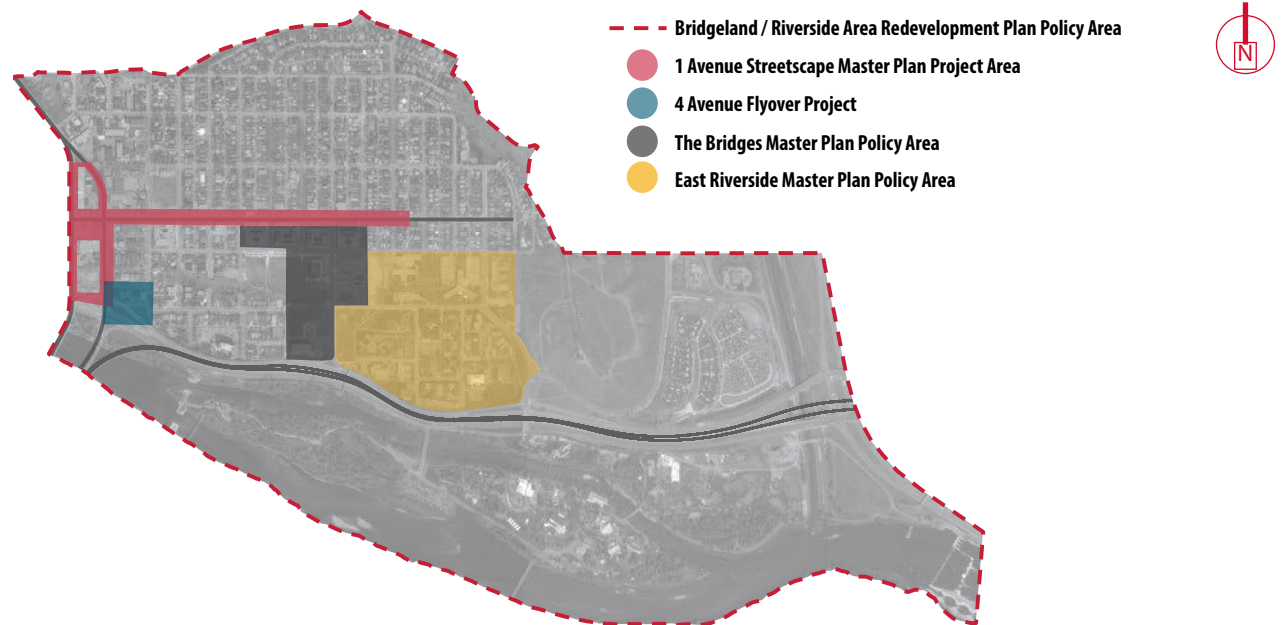 Bridgeland / Riverside Area Redevelopment Plan Policy Area
N
1 Avenue Streetscape Master Plan Project Area
4 Avenue Flyover Project
The Bridges Master Plan Policy Area
East Riverside Master Plan Policy Area